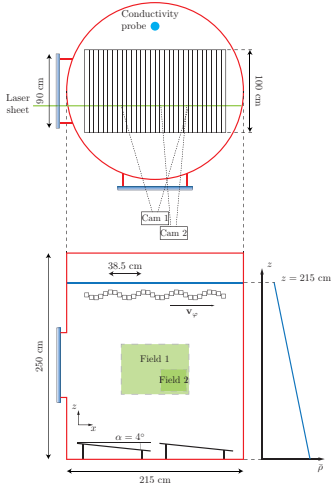 Conductivity
probe
90 cm
100 cm
Laser
sheet
Cam 1
Cam 2
38.5 cm
z
z = 215 cm
v_φ
250 cm
Field 1
Field 2
z
x
α = 4°
ρ̄
215 cm